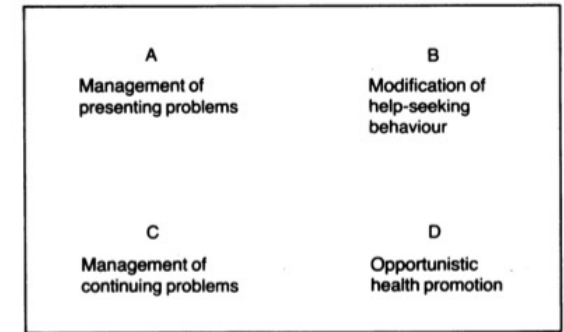 A
Management of
presenting problems
B
Modification of
help-seeking
behaviour
C
Management of
continuing problems
D
Opportunistic
health promotion